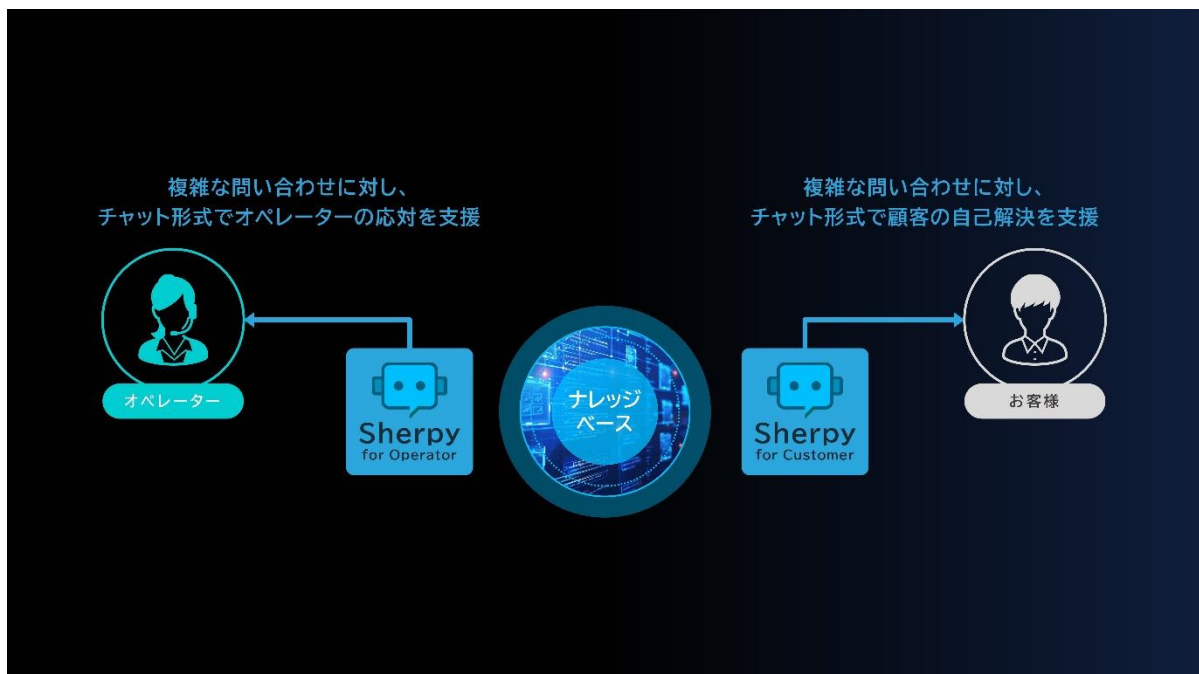 複雑な問い合わせに対し、
チャット形式でオペレーターの応対を支援
複雑な問い合わせに対し、
チャット形式で顧客の自己解決を支援
オペレーター
Sherpy
for Operator
ナレッジ
ベース
Sherpy
for Customer
お客様